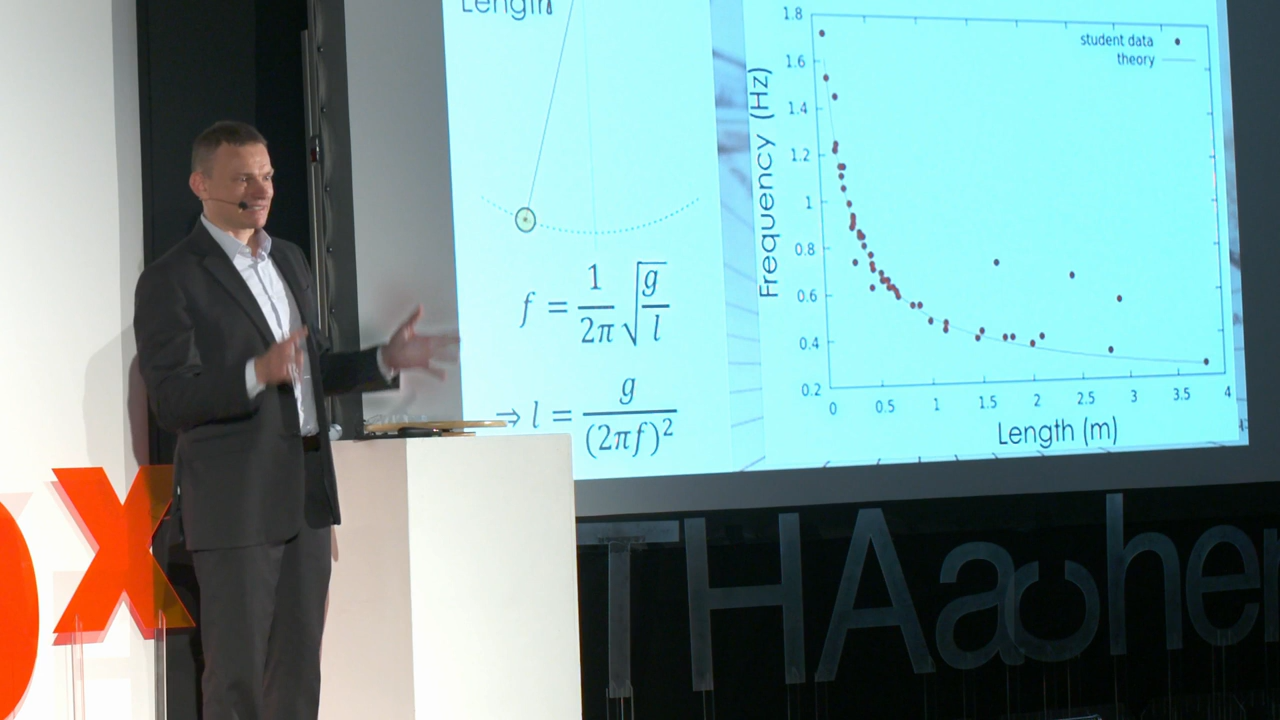 Length
f = 1/2π √(g/l)
⇒ l = g/(2πf)²
student data
theory
Frequency (Hz)
1.8
1.6
1.4
1.2
1
0.8
0.6
0.4
0.2
0 0.5 1 1.5 2 2.5 3 3.5 4
Length (m)
x
THAachen